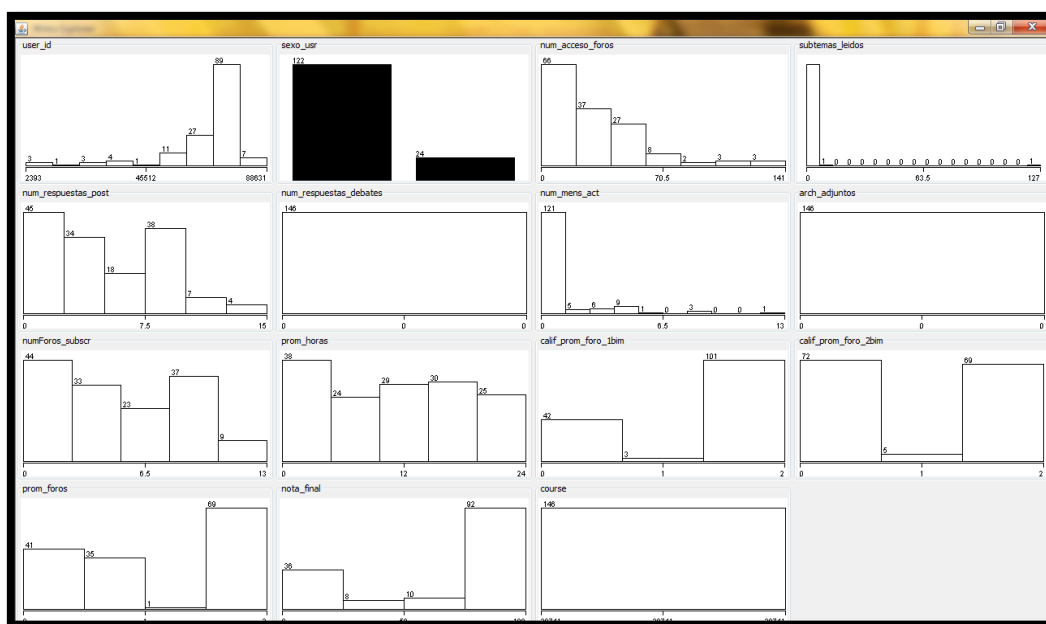 user_id
3 1 3 4 1 11 27 89 7
2393 45512 88631
sexo_usr
122 24
num_acceso_foros
66 37 27 8 2 3 3
0 70.5 141
subtemas_leidos
1 0 0 0 0 0 0 0 0 0 0 0 0 0 0 0 0 1
0 63.5 127
num_respuestas_post
45 34 18 38 7 4
0 7.5 15
num_respuestas_debates
146
0 0 0
num_mens_act
121 5 6 9 1 0 3 0 0 1
0 6.5 13
arch_adjuntos
146
0 0 0
numForos_subscr
44 33 23 37 9
0 6.5 13
prom_horas
38 24 29 30 25
0 12 24
calif_prom_foro_1bim
42 3 101
0 1 2
calif_prom_foro_2bim
72 5 69
0 1 2
prom_foros
41 35 1 69
nota_final
36 8 10 92
course
146